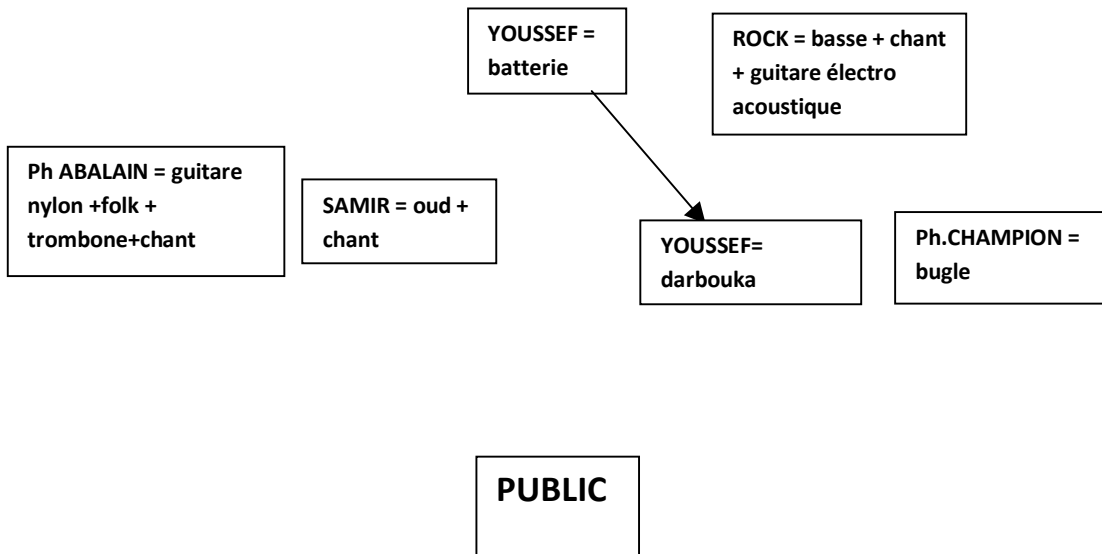 YOUSSEF =
batterie
ROCK = basse + chant
+ guitare électro
acoustique
Ph ABALAIN = guitare
nylon +folk +
trombone+chant
SAMIR = oud +
chant
YOUSSEF=
darbouka
Ph.CHAMPION =
bugle
PUBLIC